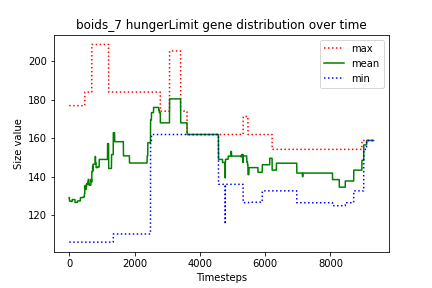 boids_7 hungerLimit gene distribution over time
max
mean
min
Size value
200
180
160
140
120
0
2000
4000
6000
8000
Timesteps